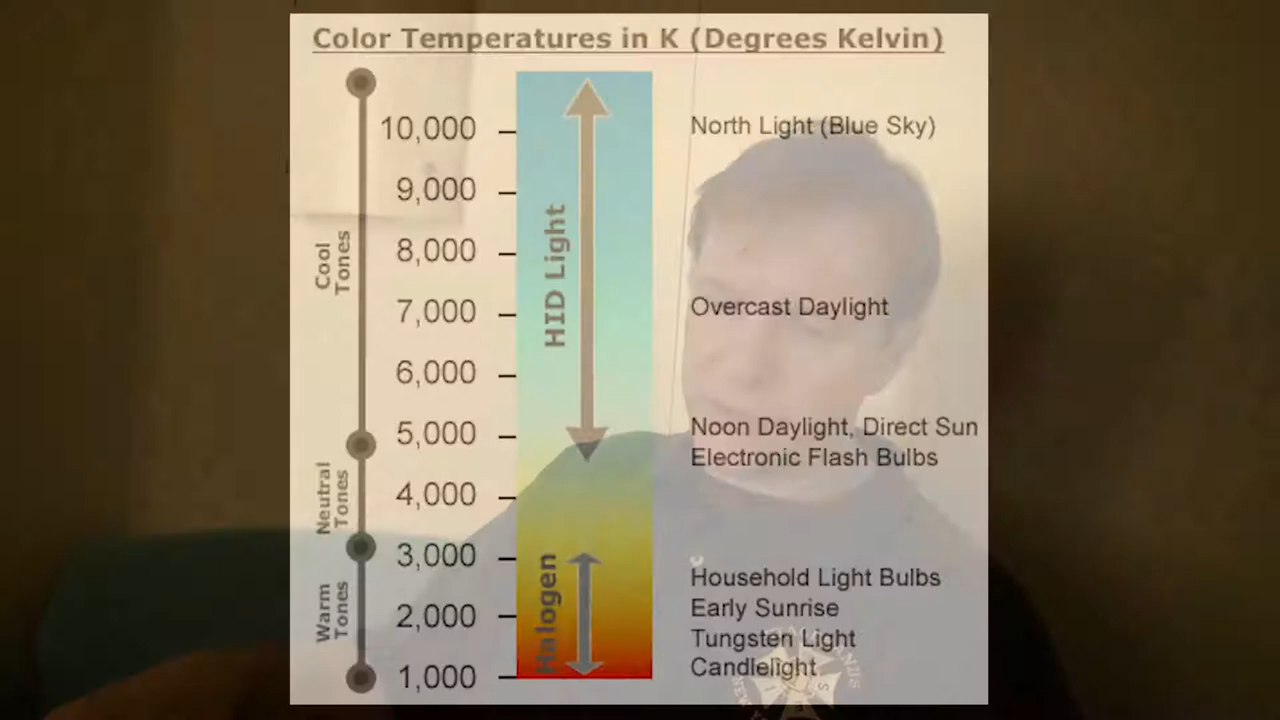 Color Temperatures in K (Degrees Kelvin)
10,000
North Light (Blue Sky)
9,000
8,000
7,000
Overcast Daylight
6,000
5,000
Noon Daylight, Direct Sun
Electronic Flash Bulbs
4,000
3,000
Household Light Bulbs
Early Sunrise
2,000
Tungsten Light
Candlelight
1,000
Cool
Tones
Neutral
Tones
Warm
Tones
HID Light
Halogen